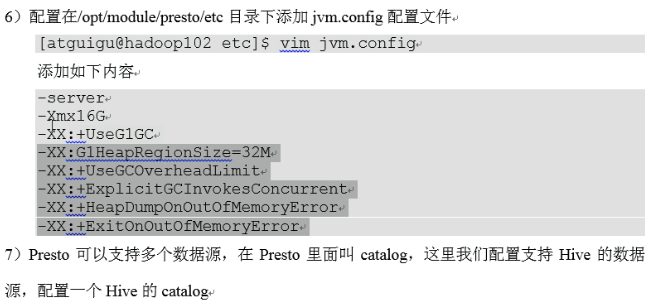 6）配置在/opt/module/presto/etc 目录下添加 jvm.config 配置文件
[atguigu@hadoop102 etc]$ vim jvm.config
添加如下内容
-server
-Xmx16G
-XX:+UseG1GC
-XX:G1HeapRegionSize=32M
-XX:+UseGCOverheadLimit
-XX:+ExplicitGCInvokesConcurrent
-XX:+HeapDumpOnOutOfMemoryError
-XX:+ExitOnOutOfMemoryError
7）Presto 可以支持多个数据源，在 Presto 里面叫 catalog，这里我们配置支持 Hive 的数据
源，配置一个 Hive 的 catalog